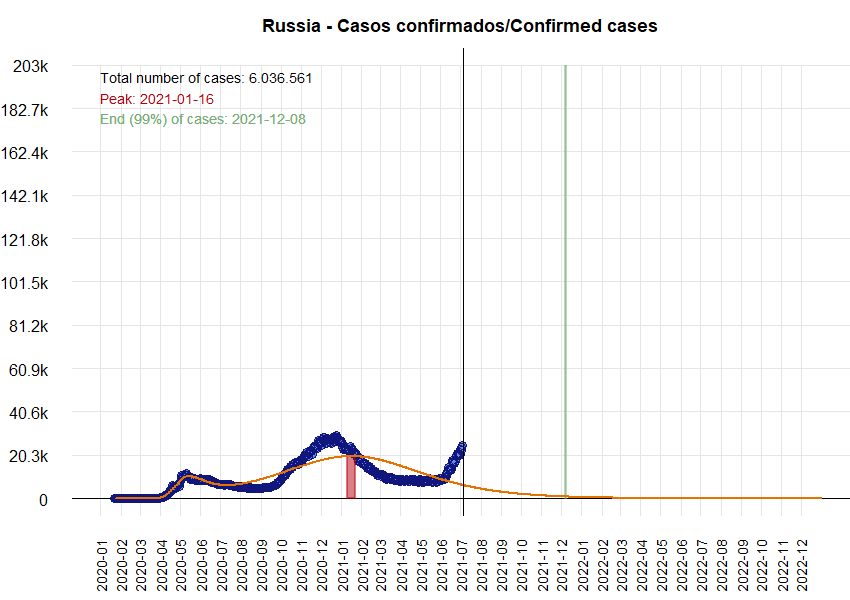 Russia - Casos confirmados/Confirmed cases
Total number of cases: 6.036.561
Peak: 2021-01-16
End (99%) of cases: 2021-12-08
203k
182.7k
162.4k
142.1k
121.8k
101.5k
81.2k
60.9k
40.6k
20.3k
0
2020-01
2020-02
2020-03
2020-04
2020-05
2020-06
2020-07
2020-08
2020-09
2020-10
2020-11
2020-12
2021-01
2021-02
2021-03
2021-04
2021-05
2021-06
2021-07
2021-08
2021-09
2021-10
2021-11
2021-12
2022-01
2022-02
2022-03
2022-04
2022-05
2022-06
2022-07
2022-08
2022-09
2022-10
2022-11
2022-12